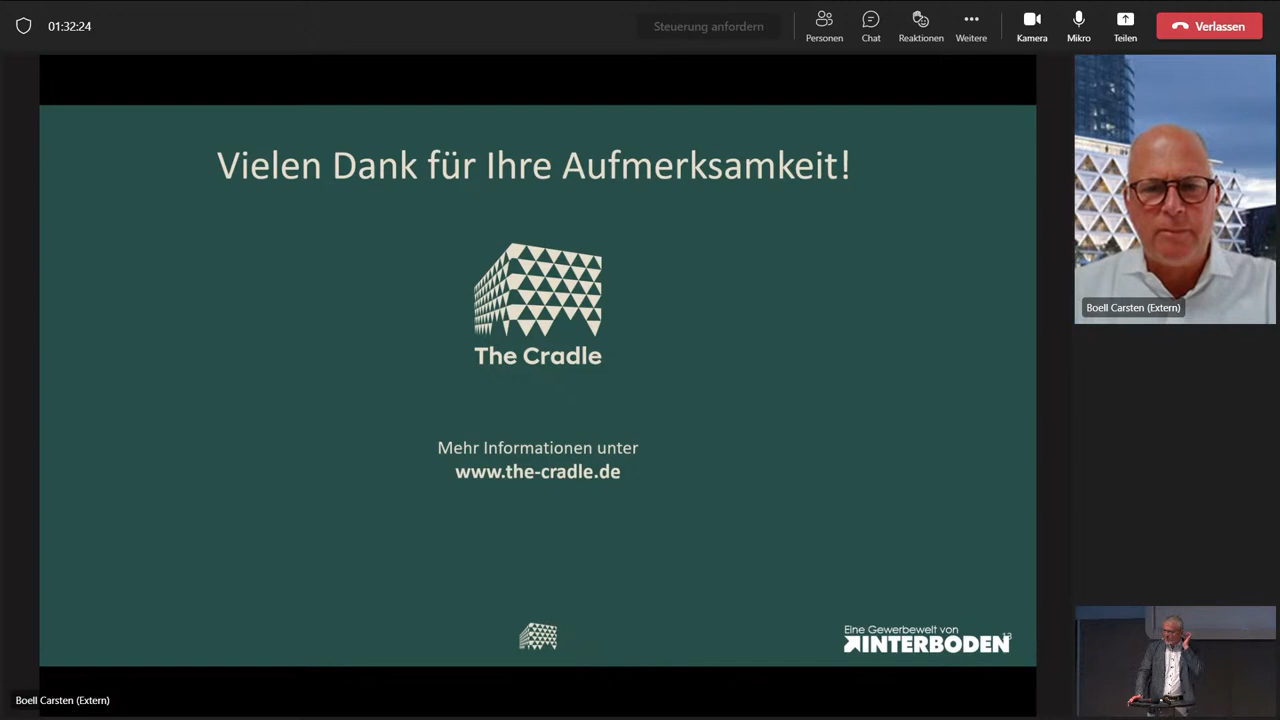 01:32:24
Steuerung anfordern
Personen
Chat
Reaktionen
Weitere
Kamera
Mikro
Teilen
Verlassen
Vielen Dank für Ihre Aufmerksamkeit!
The Cradle
Mehr Informationen unter
www.the-cradle.de
Eine Gewerbewelt von
INTERBODEN
13
Boell Carsten (Extern)
Boell Carsten (Extern)